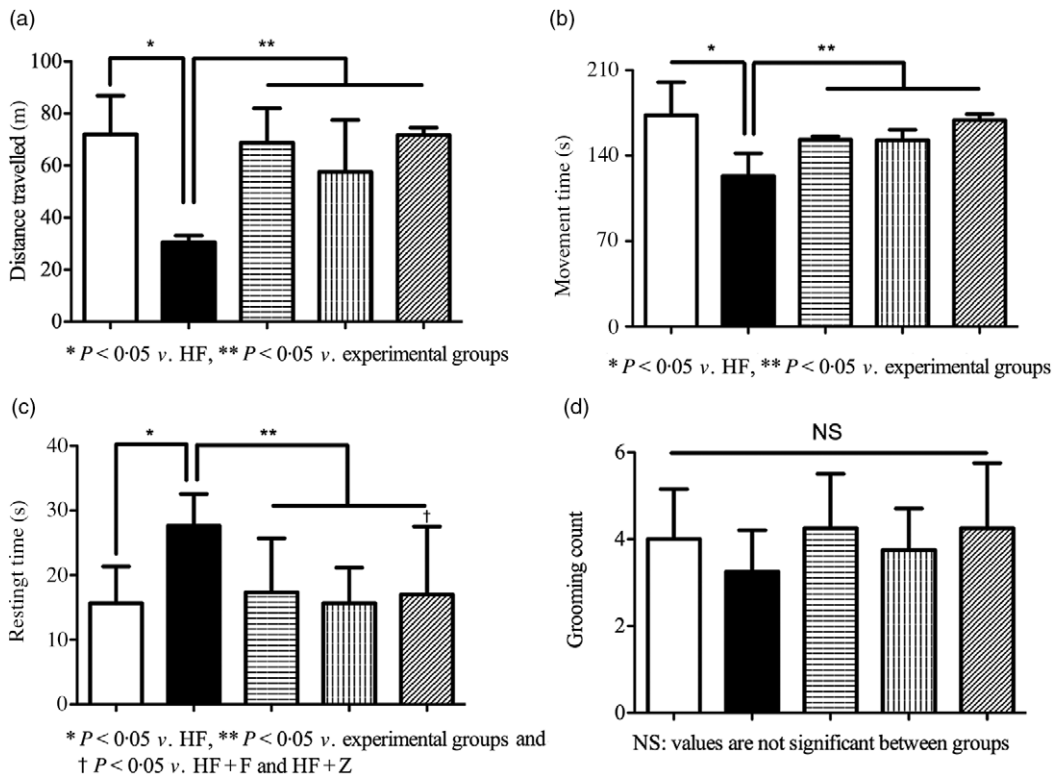 (a)
* **
100
80
60
40
20
0
Distance travelled (m)
* P < 0·05 v. HF, ** P < 0·05 v. experimental groups
(b)
* **
210
140
70
0
Movement time (s)
* P < 0·05 v. HF, ** P < 0·05 v. experimental groups
(c)
* **
40
30
20
10
0
†
Restingt time (s)
* P < 0·05 v. HF, ** P < 0·05 v. experimental groups and
† P < 0·05 v. HF + F and HF + Z
(d)
NS
6
4
2
0
Grooming count
NS: values are not significant between groups